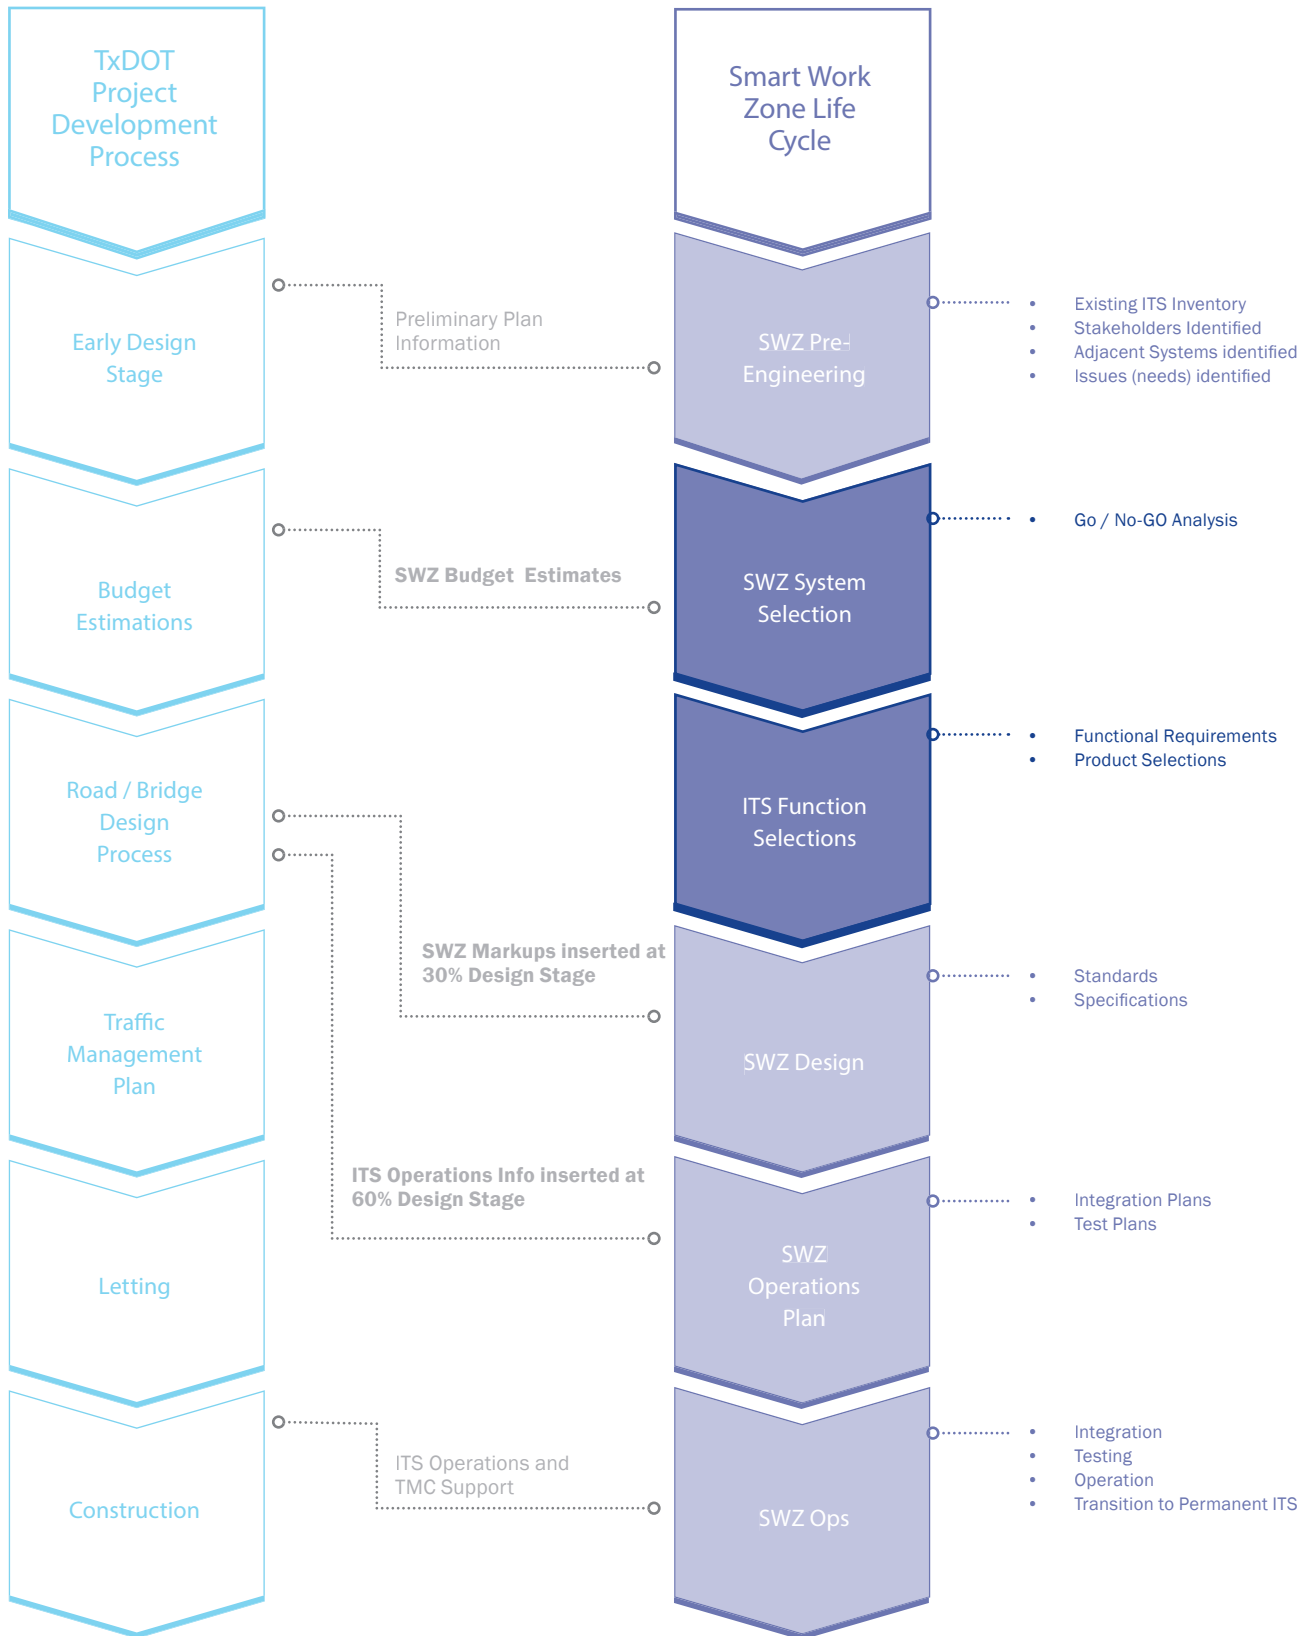 TxDOT
Project
Development
Process
Smart Work
Zone Life
Cycle
Early Design
Stage
Preliminary Plan
Information
SWZ Pre-
Engineering
• Existing ITS Inventory
• Stakeholders Identified
• Adjacent Systems identified
• Issues (needs) identified
Budget
Estimations
SWZ Budget Estimates
SWZ System
Selection
• Go / No-GO Analysis
Road / Bridge
Design
Process
ITS Function
Selections
• Functional Requirements
• Product Selections
SWZ Markups inserted at
30% Design Stage
Traffic
Management
Plan
SWZ Design
• Standards
• Specifications
ITS Operations Info inserted at
60% Design Stage
Letting
SWZ
Operations
Plan
• Integration Plans
• Test Plans
Construction
ITS Operations and
TMC Support
SWZ Ops
• Integration
• Testing
• Operation
• Transition to Permanent ITS